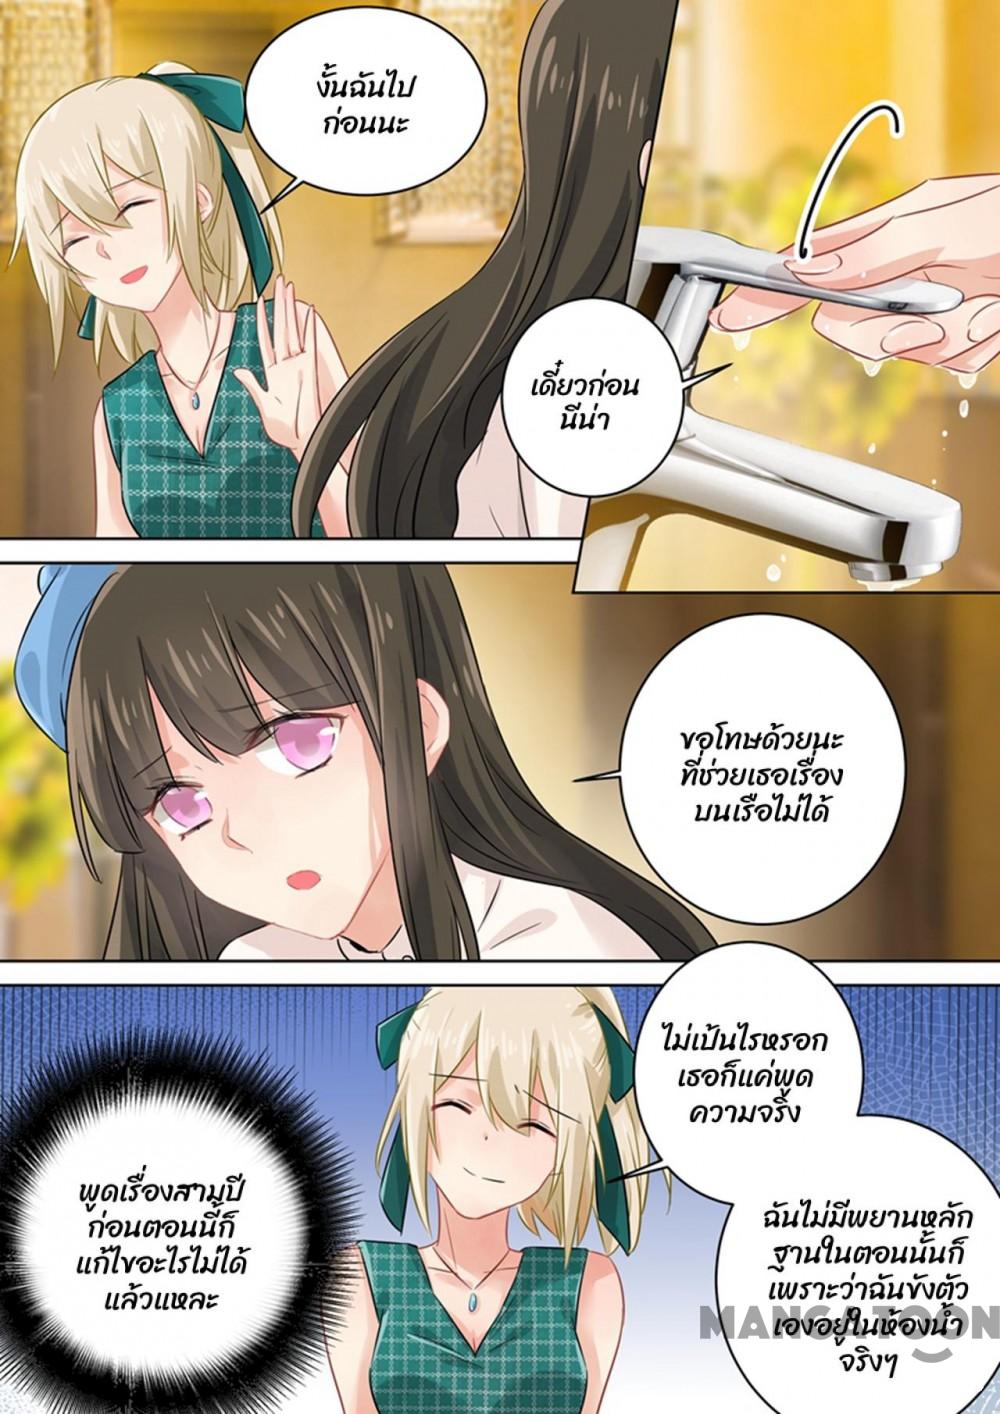 งั้นฉันไป
ก่อนนะ
เดี๋ยวก่อน
นีน่า
ขอโทษด้วยนะ
ที่ช่วยเธอเรื่อง
บนเรือไม่ได้
ไม่เป็นไรหรอก
เธอก็แค่พูด
ความจริง
ฉันไม่มีพยานหลัก
ฐานในตอนนั้นก็
เพราะว่าฉันขังตัว
เองอยู่ในห้องน้ำ
จริงๆ
พูดเรื่องสามปี
ก่อนตอนนี้ก็
แก้ไขอะไรไม่ได้
แล้วแหละ
MANGATOON